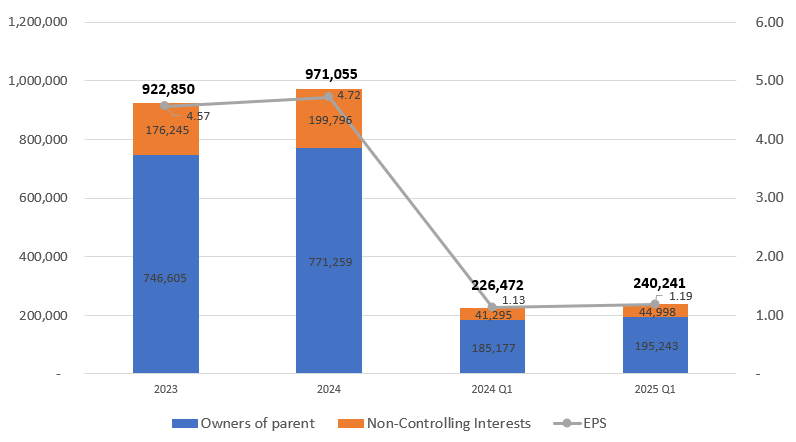 1,200,000 6.00
971,055
1,000,000 922,850 5.00
4.72
4.57
176,245 199,796
800,000 4.00
600,000 3.00
400,000 746,605 771,259 2.00
226,472 240,241
1.13 1.19
200,000 41,295 44,998 1.00
185,177 195,243
- -
2023 2024 2024 Q1 2025 Q1
Owners of parent Non-Controlling Interests EPS